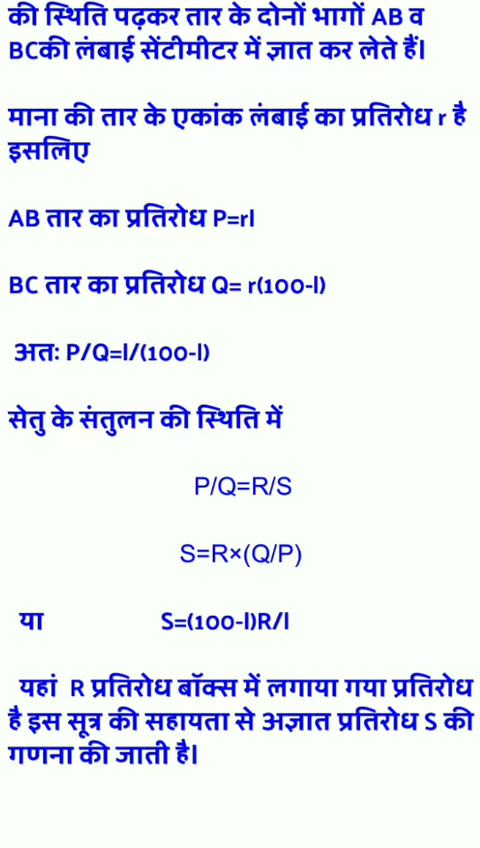 की स्थिति पढ़कर तार के दोनों भागों AB व
BCकी लंबाई सेंटीमीटर में ज्ञात कर लेते हैं।
माना की तार के एकांक लंबाई का प्रतिरोध r है
इसलिए
AB तार का प्रतिरोध P=rl
BC तार का प्रतिरोध Q= r(100-l)
अतः P/Q=l/(100-l)
सेतु के संतुलन की स्थिति में
P/Q=R/S
S=R×(Q/P)
या S=(100-l)R/l
यहां R प्रतिरोध बॉक्स में लगाया गया प्रतिरोध
है इस सूत्र की सहायता से अज्ञात प्रतिरोध S की
गणना की जाती है।